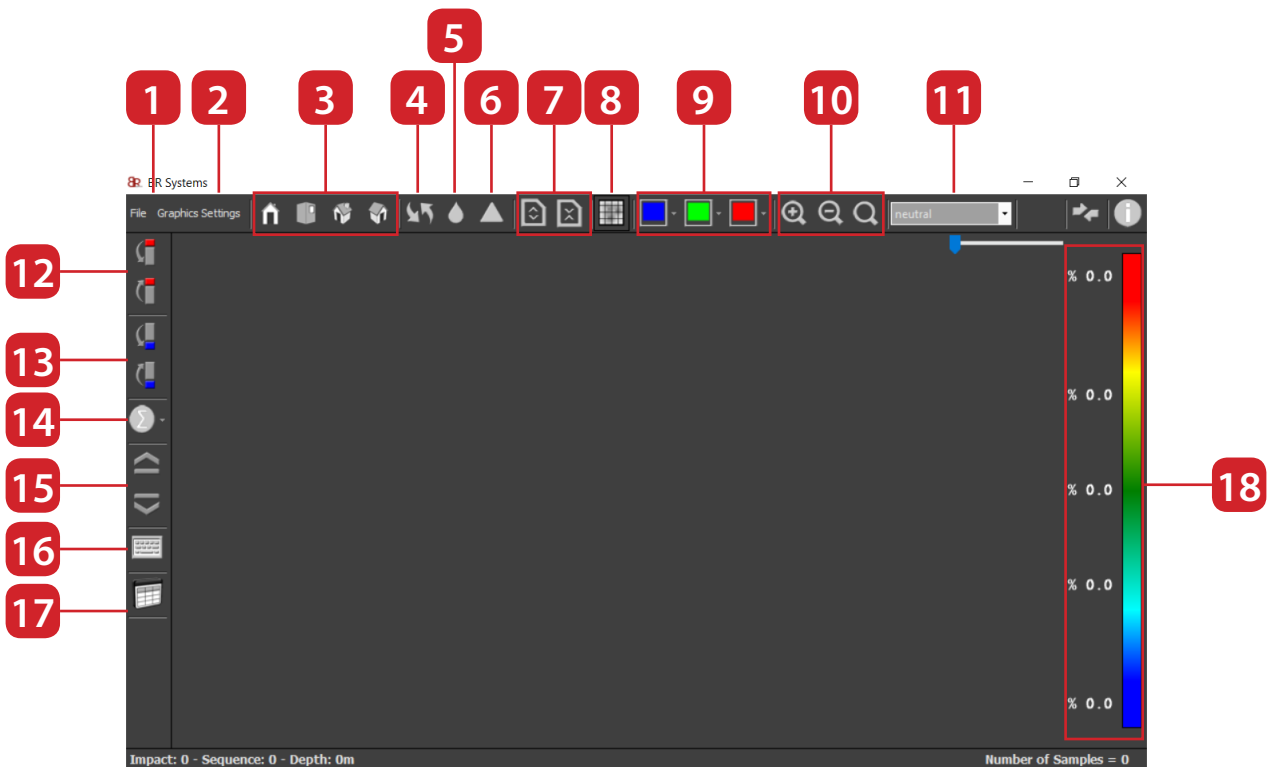 5
1 2 3 4 6 7 8 9 10 11
BR BR Systems
File Graphics Settings neutral i
12
% 0.0
13
% 0.0
14
Σ
15
% 0.0
18
16
17
% 0.0
% 0.0
Impact: 0 - Sequence: 0 - Depth: 0m Number of Samples = 0